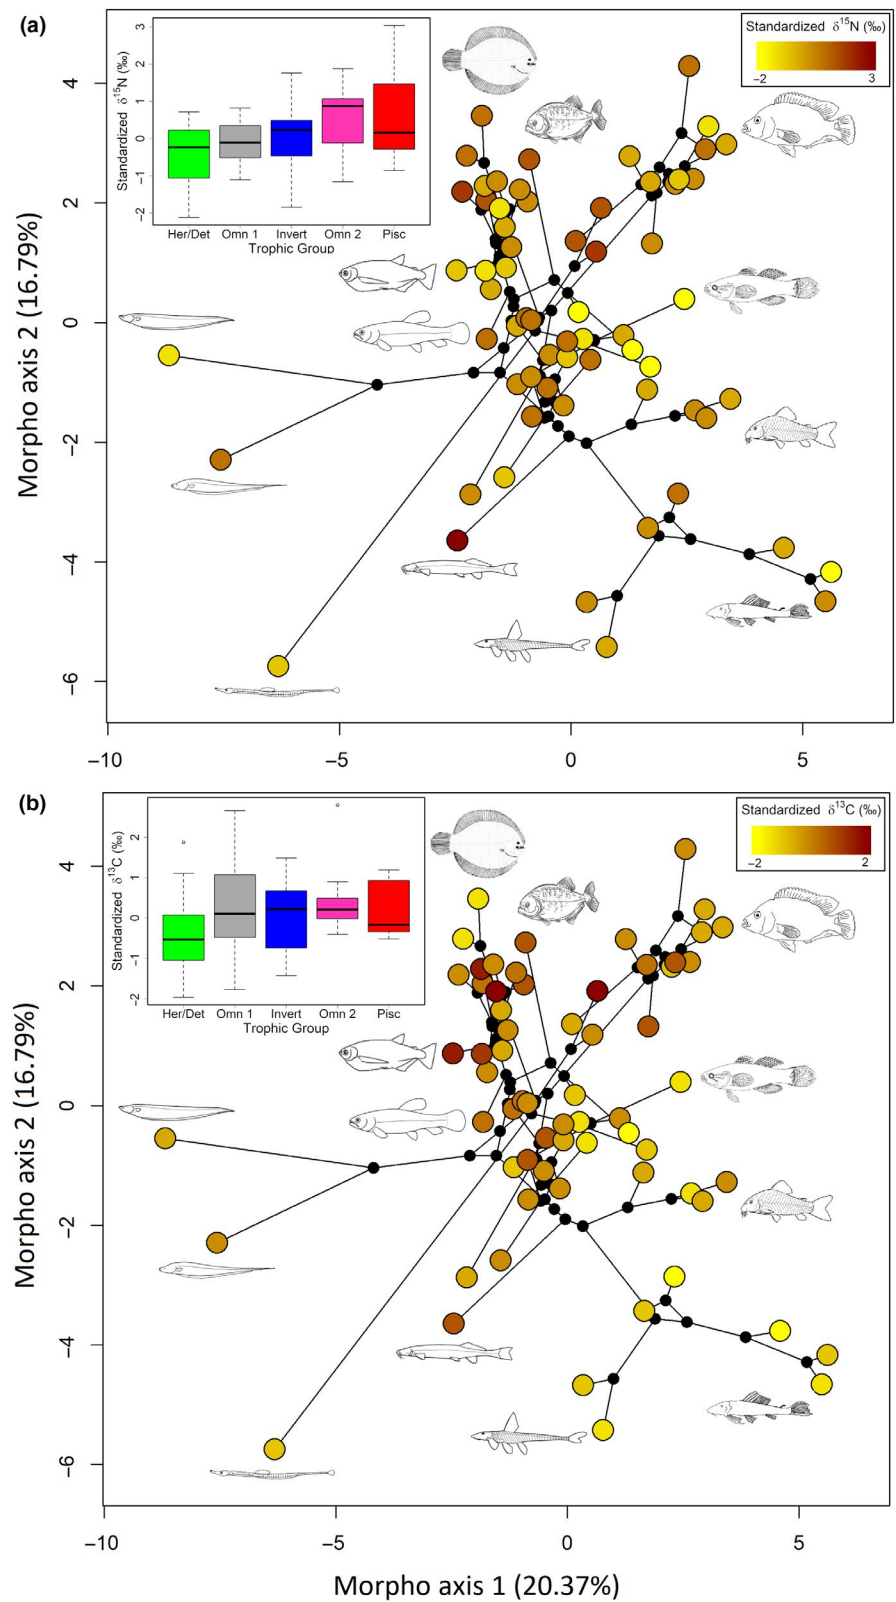 (a)
Standardized δ15N (‰)
3
2
1
0
−1
−2
Her/Det Omn 1 Invert Omn 2 Pisc
Trophic Group
Standardized δ15N (‰)
−2 3
Morpho axis 2 (16.79%)
4
2
0
−2
−4
−6
−10 −5 0 5
(b)
Standardized δ13C (‰)
2
1
0
−1
−2
Her/Det Omn 1 Invert Omn 2 Pisc
Trophic Group
Standardized δ13C (‰)
−2 2
Morpho axis 2 (16.79%)
4
2
0
−2
−4
−6
−10 −5 0 5
Morpho axis 1 (20.37%)